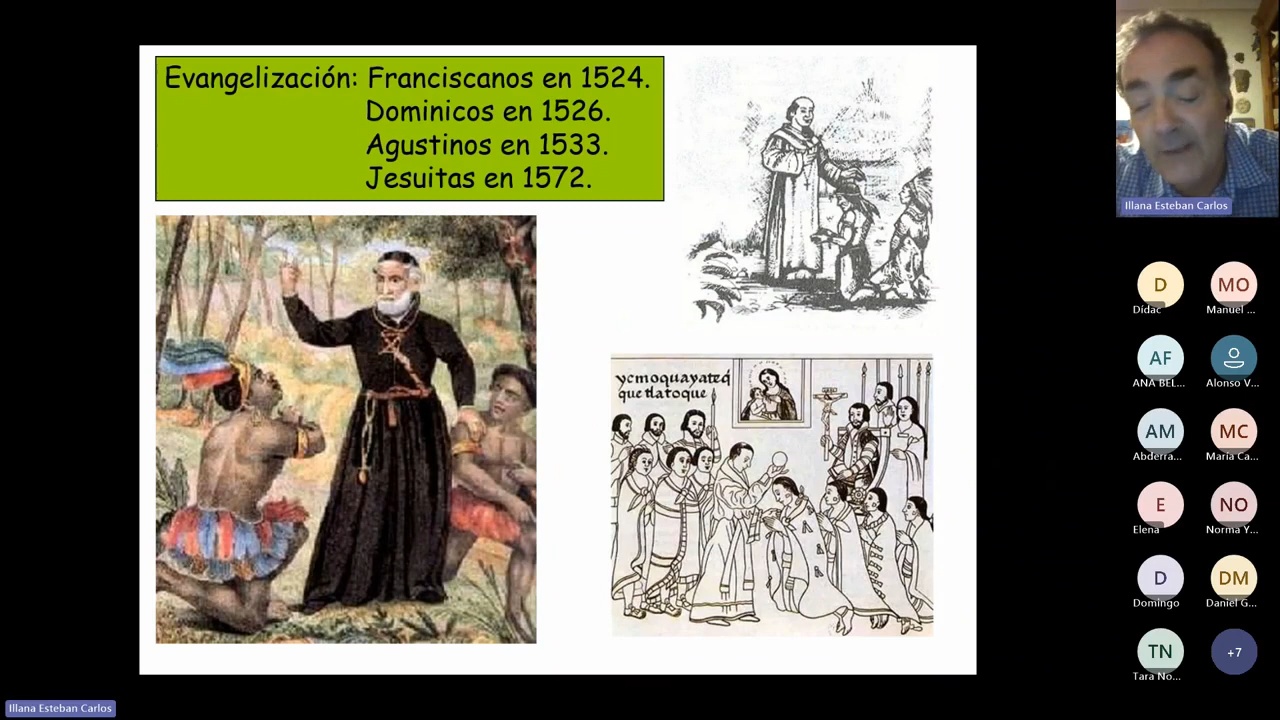 Evangelización: Franciscanos en 1524.
Dominicos en 1526.
Agustinos en 1533.
Jesuitas en 1572.
ycmoquayateq
que tlatoque
Illana Esteban Carlos
D
Dídac
MO
Manuel ...
AF
ANA BEL...
Alonso V...
AM
Abderra...
MC
María Ca...
E
Elena
NO
Norma Y...
D
Domingo
DM
Daniel G...
TN
Tara No...
+7
Illana Esteban Carlos